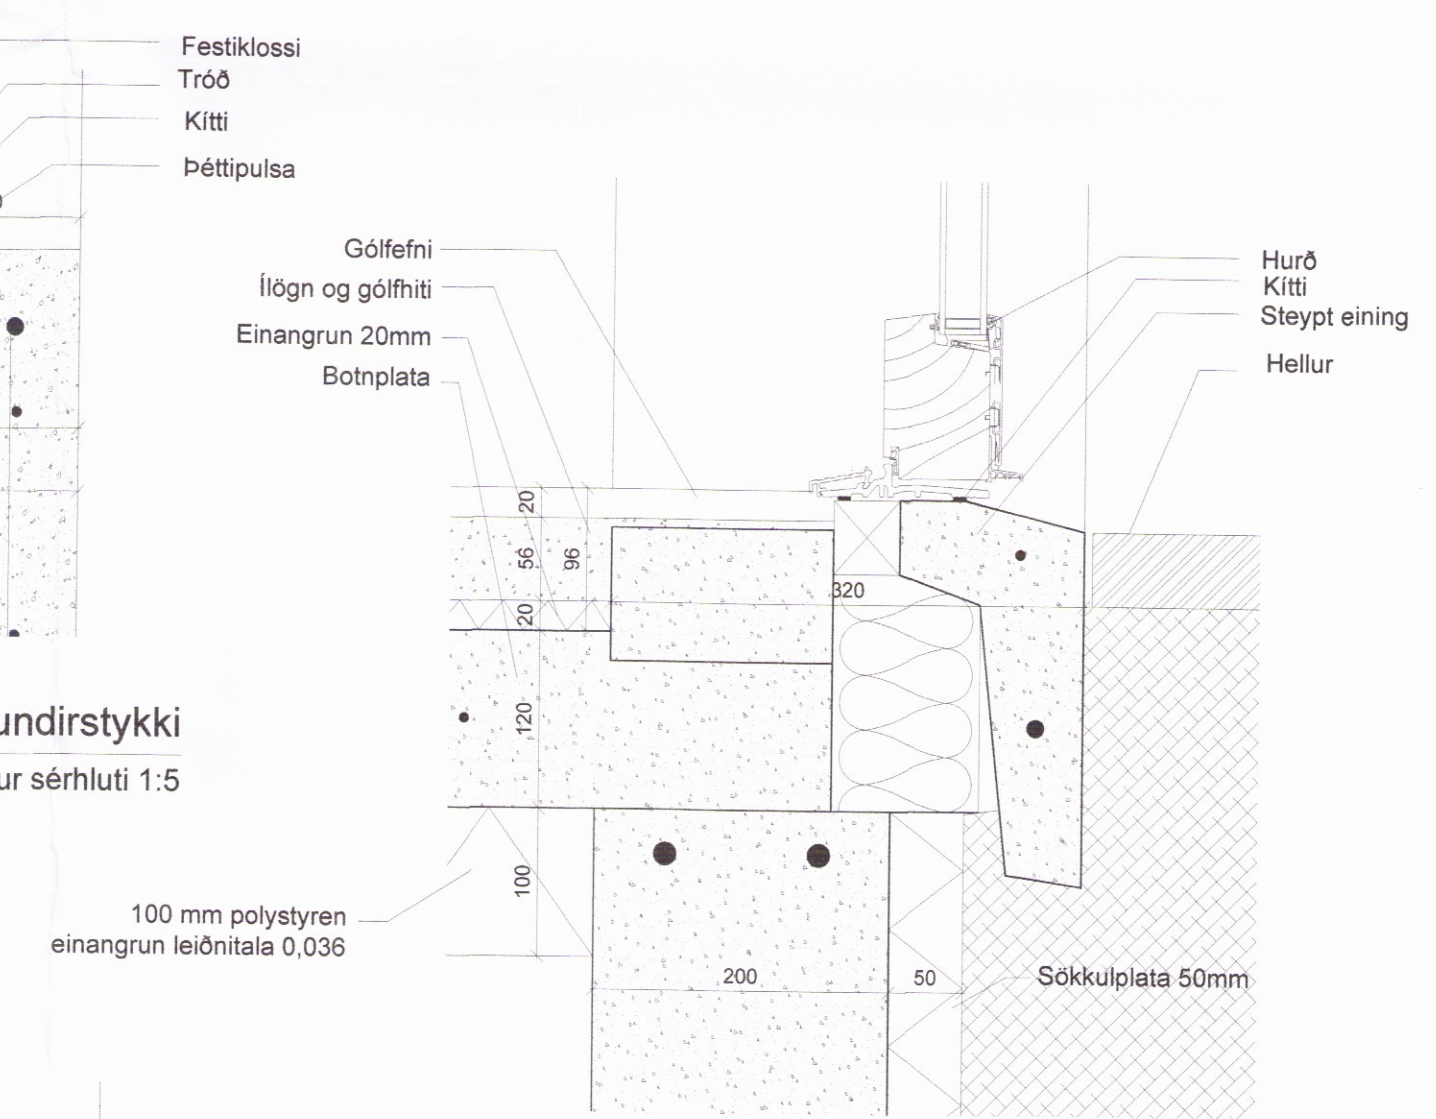 Festiklossi
Tróð
Kítti
Þéttipulsa
Gólfefni
Ílögn og gólfhiti
Einangrun 20mm
Botnplata
Hurð
Kítti
Steypt eining
Hellur
20
56
96
20
320
120
100
undirstykki
ur sérhluti 1:5
100 mm polystyren
einangrun leiðnitala 0,036
200
50
Sökkulplata 50mm